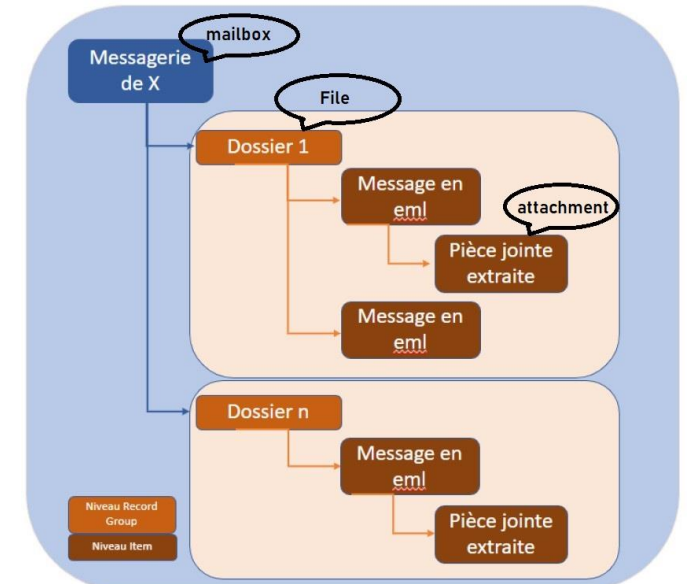 mailbox
Messagerie
de X
File
Dossier 1
Message en
eml
attachment
Pièce jointe
extraite
Message en
eml
Dossier n
Message en
eml
Pièce jointe
extraite
Niveau Record
Group
Niveau Item